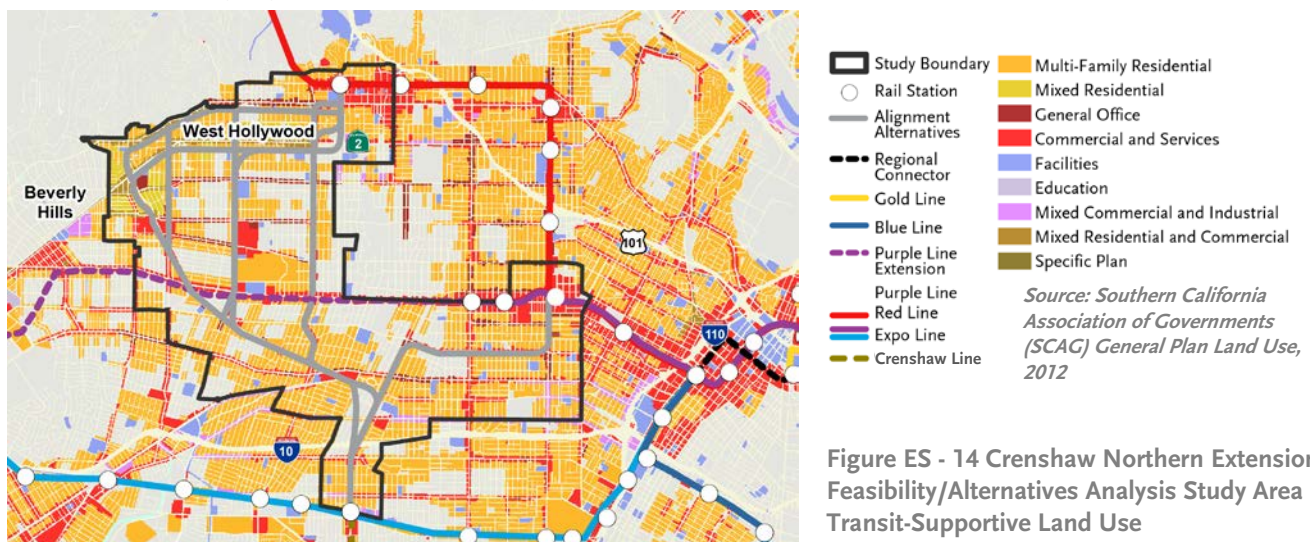 West Hollywood
2
Beverly
Hills
101
110
10
Study Boundary
Rail Station
Alignment
Alternatives
Regional
Connector
Gold Line
Blue Line
Purple Line
Extension
Purple Line
Red Line
Expo Line
Crenshaw Line
Multi-Family Residential
Mixed Residential
General Office
Commercial and Services
Facilities
Education
Mixed Commercial and Industrial
Mixed Residential and Commercial
Specific Plan
Source: Southern California
Association of Governments
(SCAG) General Plan Land Use,
2012
Figure ES - 14 Crenshaw Northern Extension
Feasibility/Alternatives Analysis Study Area
Transit-Supportive Land Use